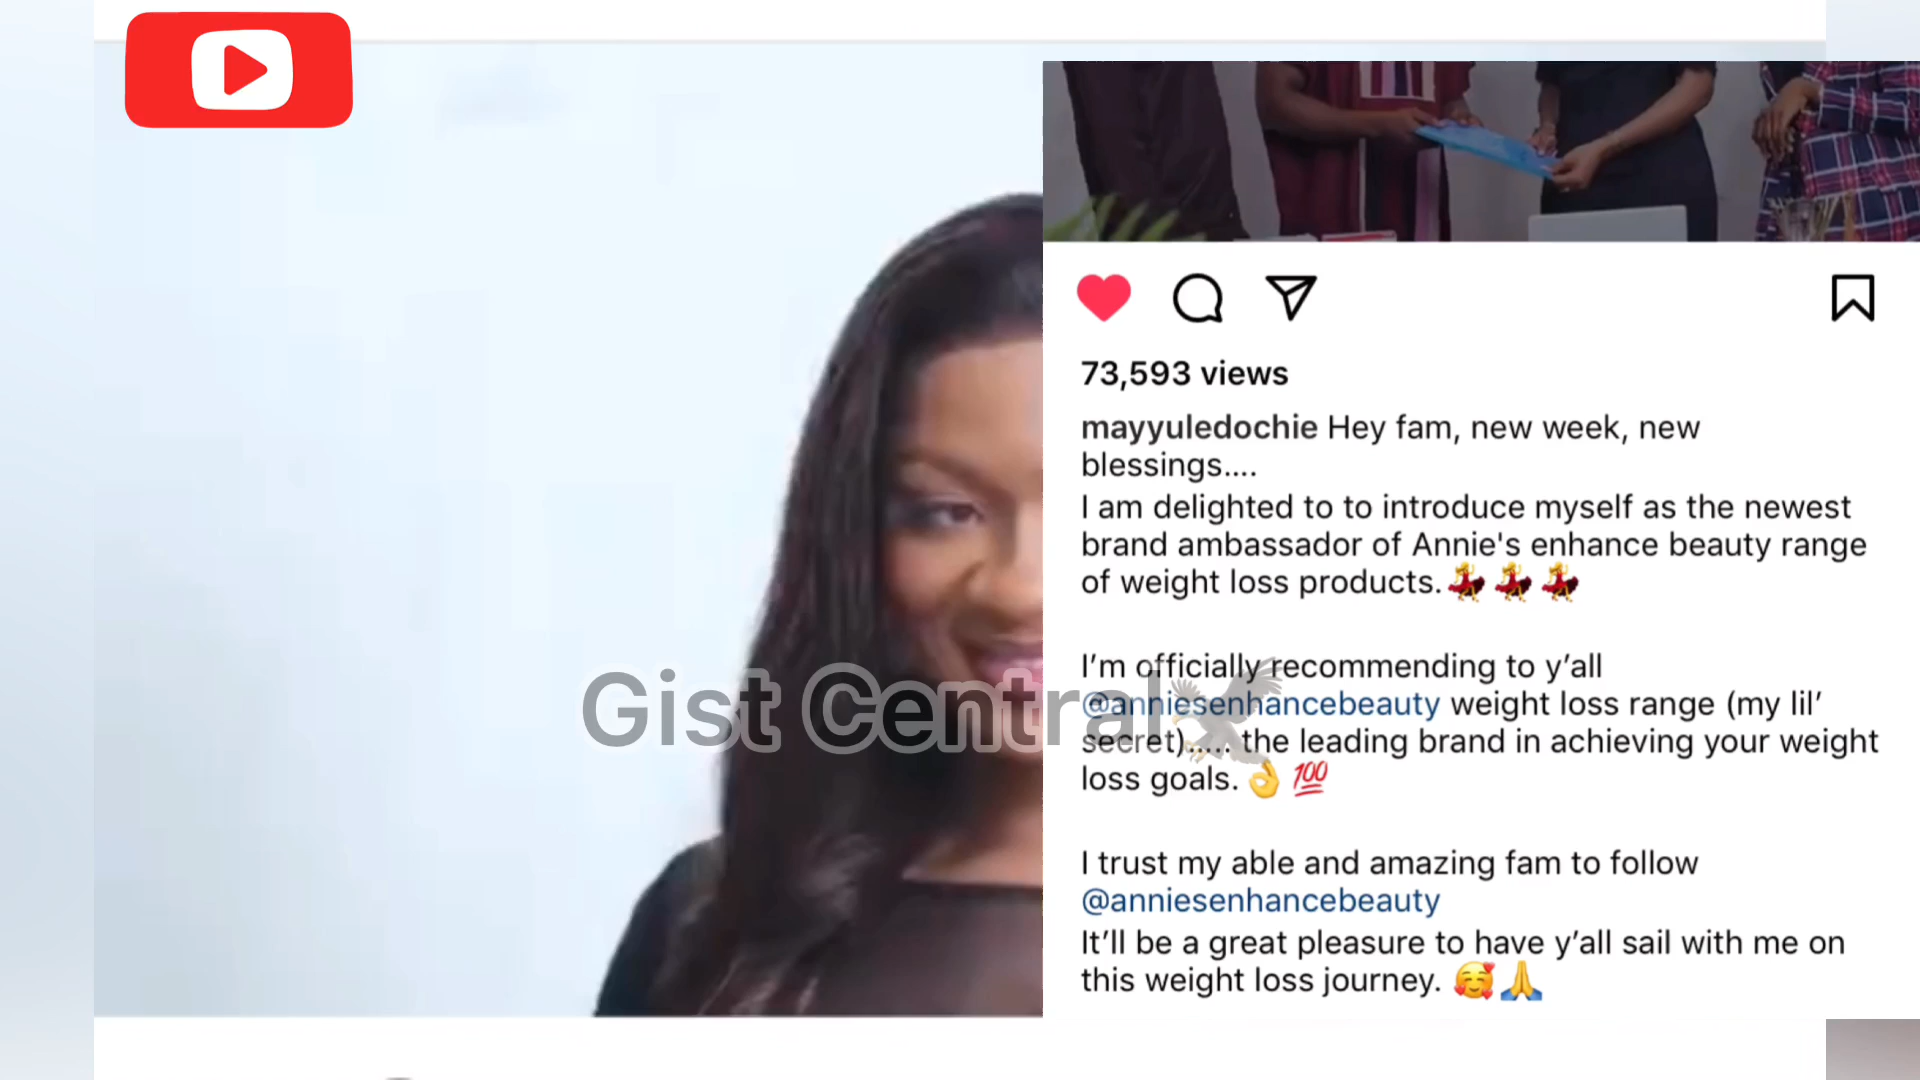 73,593 views
mayyuledochie Hey fam, new week, new
blessings....
I am delighted to to introduce myself as the newest
brand ambassador of Annie's enhance beauty range
of weight loss products.💃💃💃
I’m officially recommending to y’all
@anniesenhancebeauty weight loss range (my lil’
secret)..... the leading brand in achieving your weight
loss goals.👌💯
Gist Central
I trust my able and amazing fam to follow
@anniesenhancebeauty
It’ll be a great pleasure to have y’all sail with me on
this weight loss journey. 🥰🙏